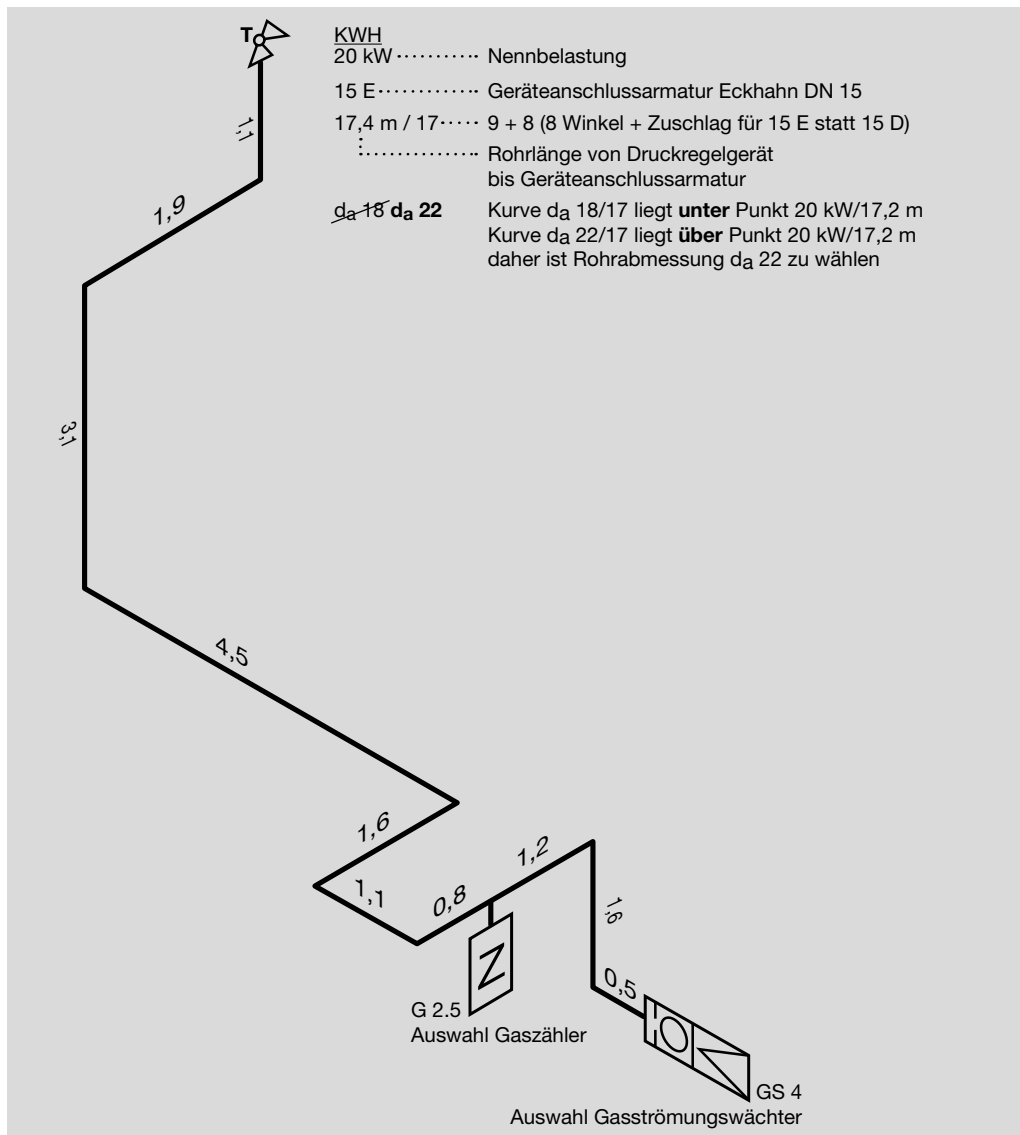 T
KWH
20 kW ........... Nennbelastung
15 E ............. Geräteanschlussarmatur Eckhahn DN 15
17,4 m / 17 ..... 9 + 8 (8 Winkel + Zuschlag für 15 E statt 15 D)
Rohrlänge von Druckregelgerät
bis Geräteanschlussarmatur
da 18 da 22 Kurve da 18/17 liegt unter Punkt 20 kW/17,2 m
Kurve da 22/17 liegt über Punkt 20 kW/17,2 m
daher ist Rohrabmessung da 22 zu wählen
1,1
1,9
3,1
4,5
1,6
1,1
0,8
1,2
1,6
0,5
Z
G 2.5
Auswahl Gaszähler
GS 4
Auswahl Gasströmungswächter